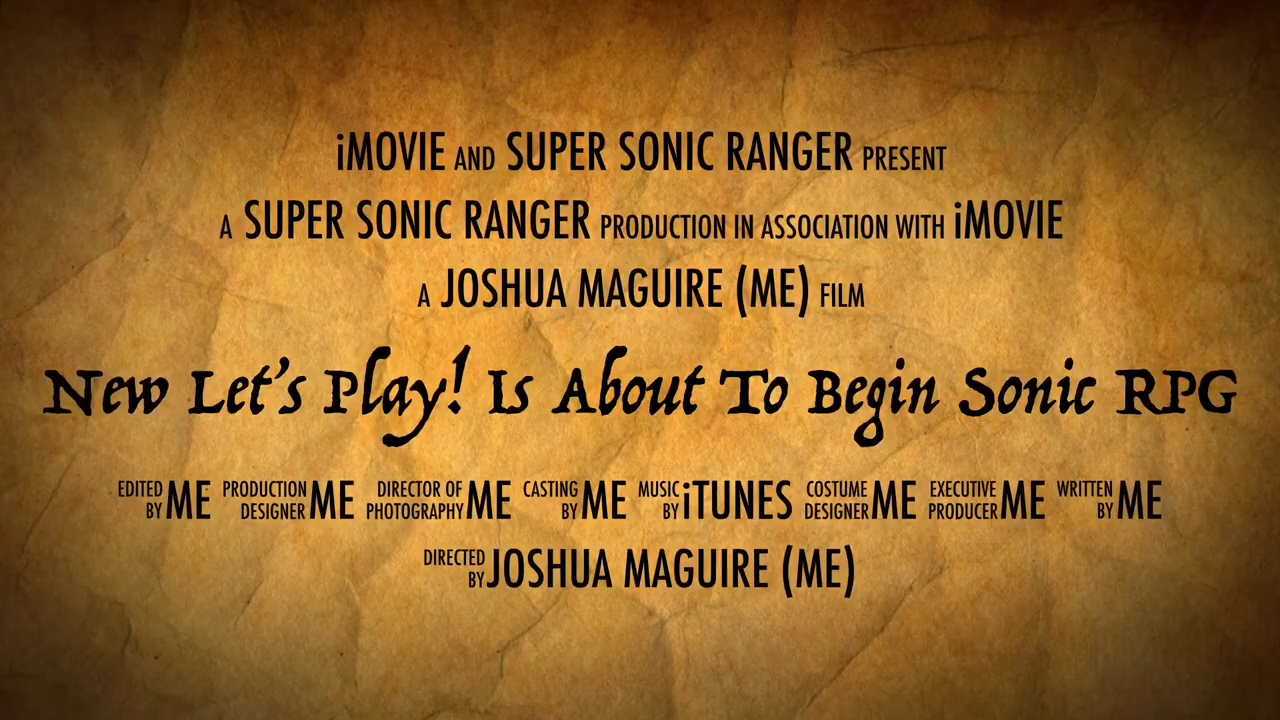 iMOVIE AND SUPER SONIC RANGER PRESENT
A SUPER SONIC RANGER PRODUCTION IN ASSOCIATION WITH iMOVIE
A JOSHUA MAGUIRE (ME) FILM
New Let's Play! Is About To Begin Sonic RPG
EDITED BY ME PRODUCTION DESIGNER ME DIRECTOR OF PHOTOGRAPHY ME CASTING BY ME MUSIC BY iTUNES COSTUME DESIGNER ME EXECUTIVE PRODUCER ME WRITTEN BY ME
DIRECTED BY JOSHUA MAGUIRE (ME)